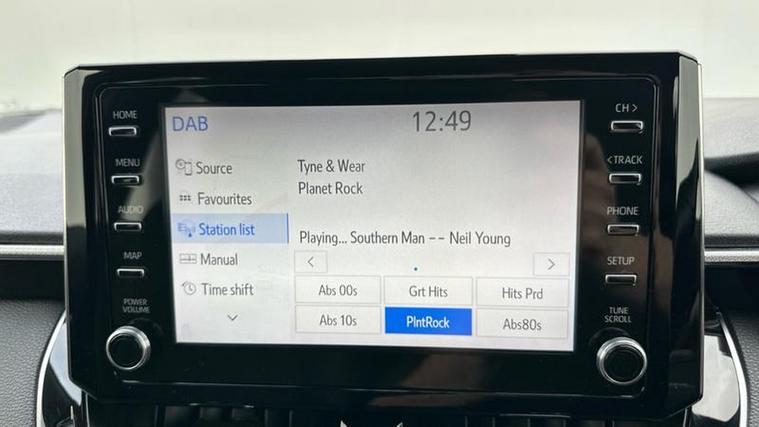 HOME
MENU
AUDIO
MAP
POWER
VOLUME
DAB 12:49
Source
Favourites
Station list
Manual
Time shift
Tyne & Wear
Planet Rock
Playing... Southern Man -- Neil Young
< >
Abs 00s Grt Hits Hits Prd
Abs 10s PlntRock Abs80s
CH >
< TRACK
PHONE
SETUP
TUNE
SCROLL